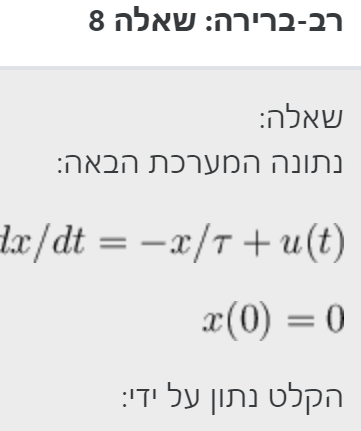 רב-ברירה: שאלה 8
שאלה:
נתונה המערכת הבאה:
dx/dt = −x/τ + u(t)
x(0) = 0
הקלט נתון על ידי: